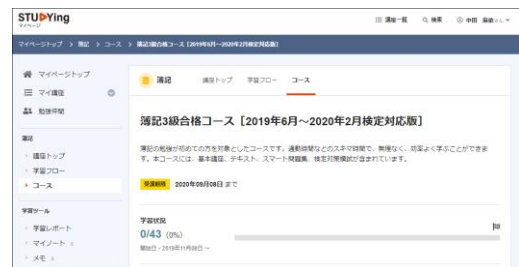 STUDYing
マイページ
講座一覧
検索
マイページトップ > 簿記 > コース > 簿記3級合格コース [2019年6月～2020年2月検定対応版]
マイページトップ
マイ講座
勉強仲間
簿記
講座トップ
学習フロー
コース
学習ツール
学習レポート
マイノート
メモ
簿記
講座トップ
学習フロー
コース
簿記3級合格コース [2019年6月～2020年2月検定対応版]
簿記の勉強が初めての方を対象としたコースです。通勤時間などのスキマ時間で、無理なく、効率よく学ぶことができま
す。本コースには、基本講座、テキスト、スマート問題集、検定対策模試が含まれています。
受講期限 2020年09月08日 まで
学習状況
0/43 (0%)
開始日 - 2019年11月08日 ～